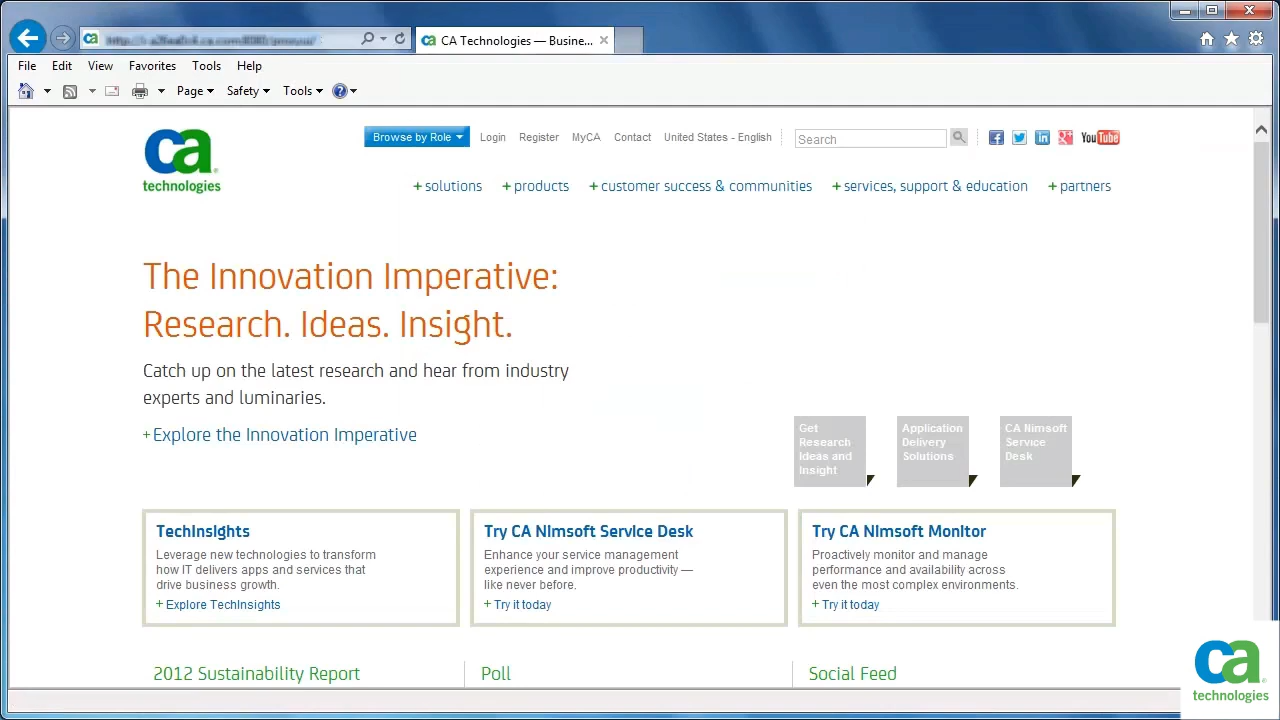 CA Technologies — Busine...
File Edit View Favorites Tools Help
Page Safety Tools
ca technologies
Browse by Role Login Register MyCA Contact United States - English Search You Tube
+ solutions + products + customer success & communities + services, support & education + partners
The Innovation Imperative:
Research. Ideas. Insight.
Catch up on the latest research and hear from industry
experts and luminaries.
+ Explore the Innovation Imperative
Get
Research
Ideas and
Insight
Application
Delivery
Solutions
CA Nimsoft
Service
Desk
TechInsights
Leverage new technologies to transform
how IT delivers apps and services that
drive business growth.
+ Explore TechInsights
Try CA Nimsoft Service Desk
Enhance your service management
experience and improve productivity —
like never before.
+ Try it today
Try CA Nimsoft Monitor
Proactively monitor and manage
performance and availability across
even the most complex environments.
+ Try it today
2012 Sustainability Report
Poll
Social Feed
ca technologies